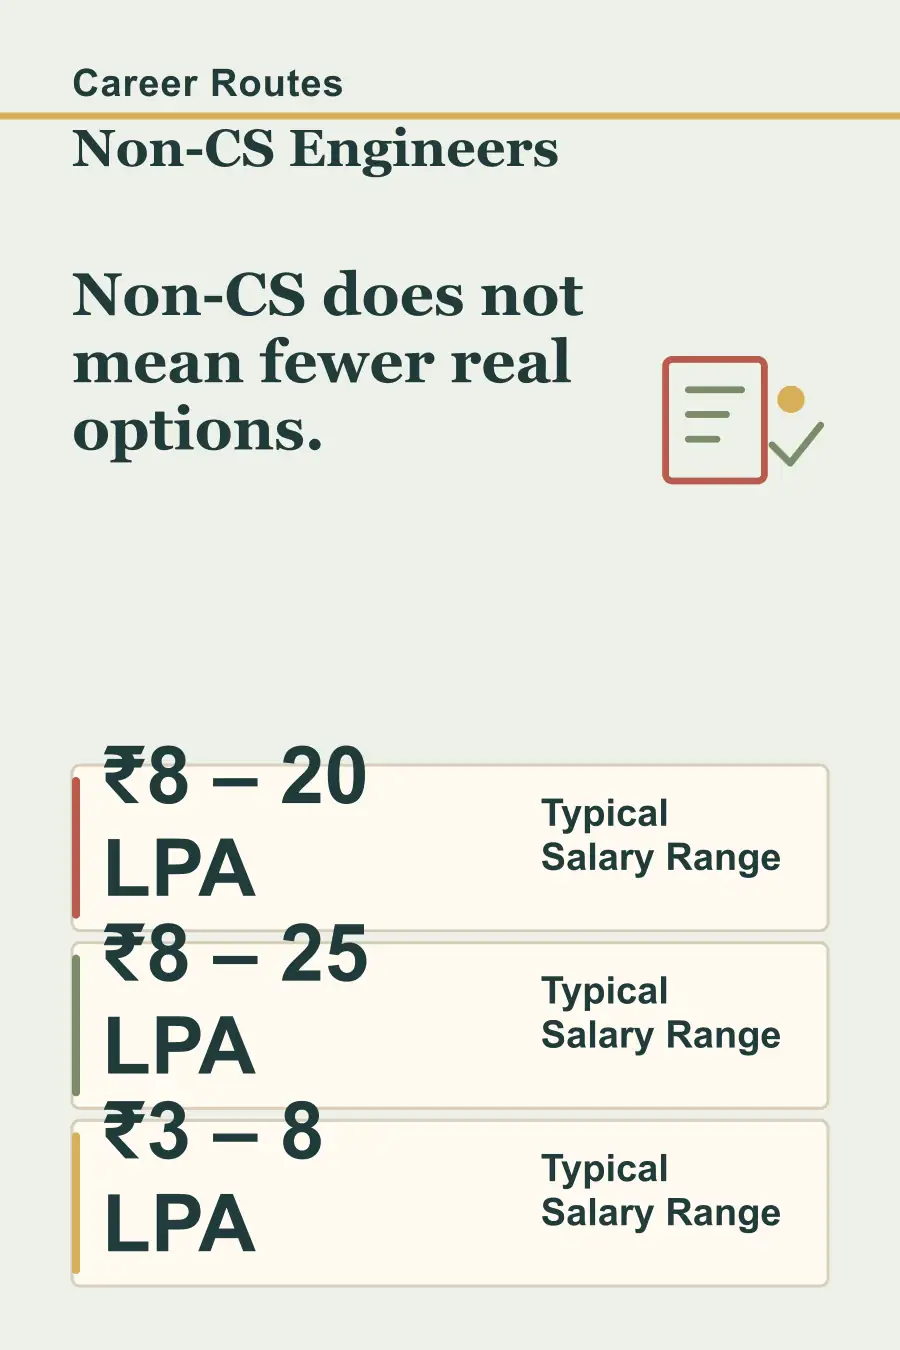 Career Routes
Non-CS Engineers
Non-CS does not
mean fewer real
options.
₹8 – 20
LPA
Typical
Salary Range
₹8 – 25
LPA
Typical
Salary Range
₹3 – 8
LPA
Typical
Salary Range